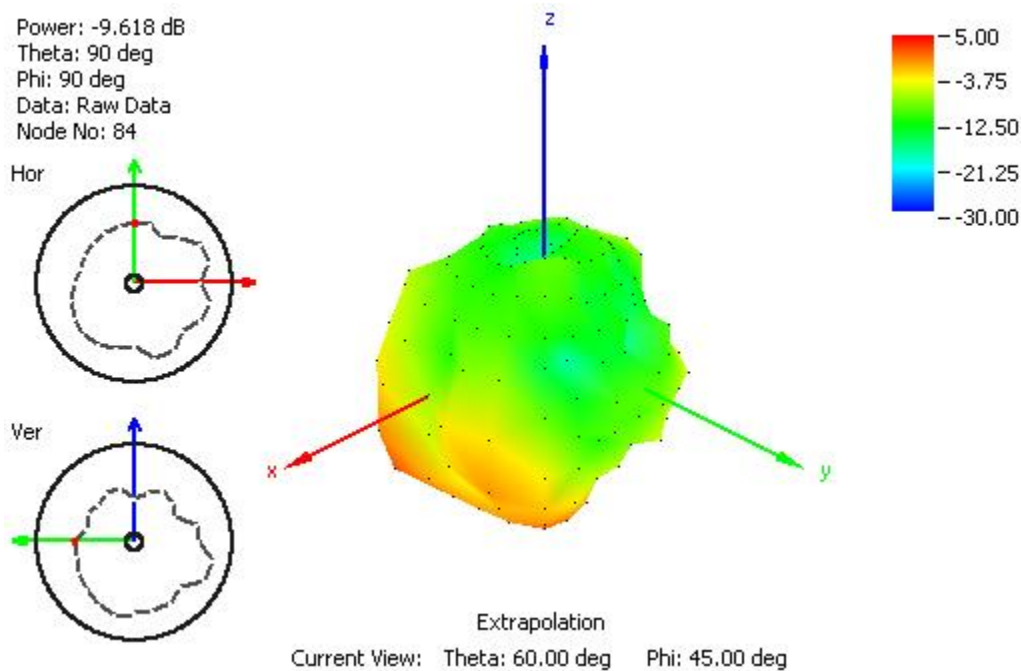 Power: -9.618 dB
Theta: 90 deg
Phi: 90 deg
Data: Raw Data
Node No: 84
Hor
Ver
z
x
y
5.00
-3.75
-12.50
-21.25
-30.00
Extrapolation
Current View: Theta: 60.00 deg Phi: 45.00 deg